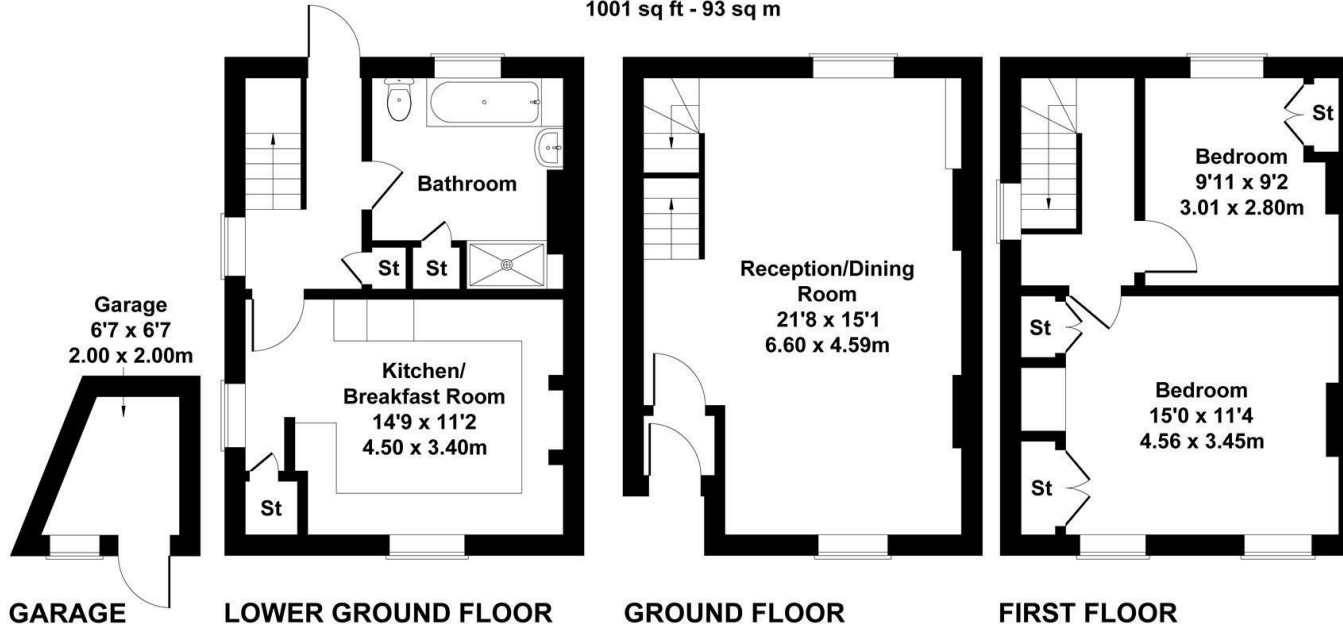 1001 sq ft - 93 sq m
Garage
6'7 x 6'7
2.00 x 2.00m
GARAGE
Bathroom
St
St
Kitchen/
Breakfast Room
14'9 x 11'2
4.50 x 3.40m
St
LOWER GROUND FLOOR
Reception/Dining
Room
21'8 x 15'1
6.60 x 4.59m
GROUND FLOOR
St
Bedroom
9'11 x 9'2
3.01 x 2.80m
St
Bedroom
15'0 x 11'4
4.56 x 3.45m
St
FIRST FLOOR